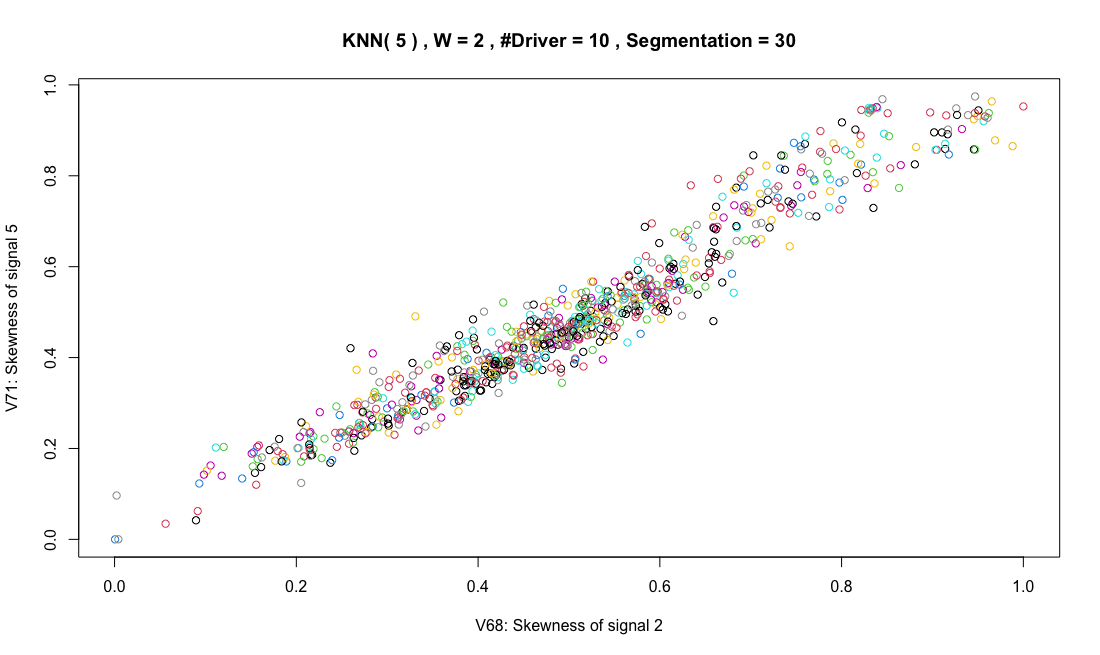 KNN( 5 ) , W = 2 , #Driver = 10 , Segmentation = 30
V71: Skewness of signal 5
1.0
0.8
0.6
0.4
0.2
0.0
0.0 0.2 0.4 0.6 0.8 1.0
V68: Skewness of signal 2